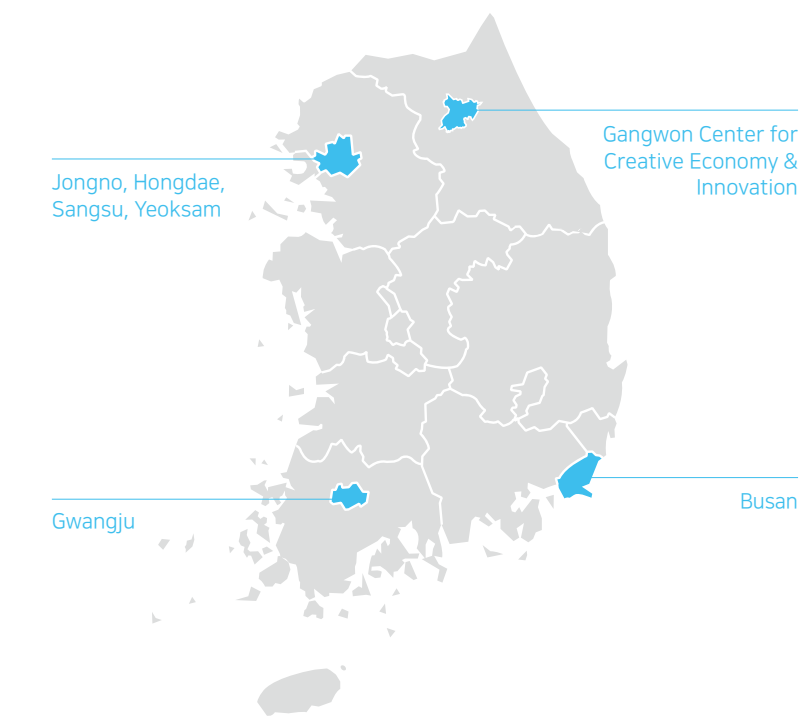 Gangwon Center for
Creative Economy &
Innovation
Jongno, Hongdae,
Sangsu, Yeoksam
Busan
Gwangju